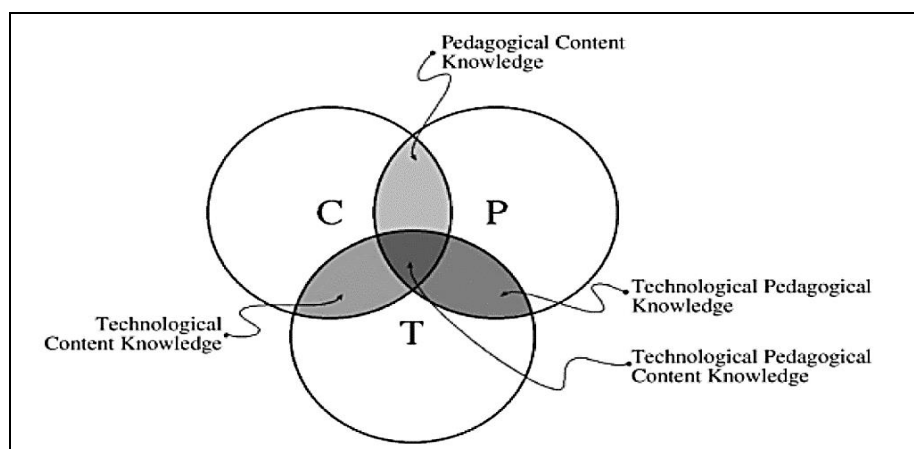 Pedagogical Content
Knowledge
C
P
Technological Pedagogical
Knowledge
Technological
Content Knowledge
T
Technological Pedagogical
Content Knowledge